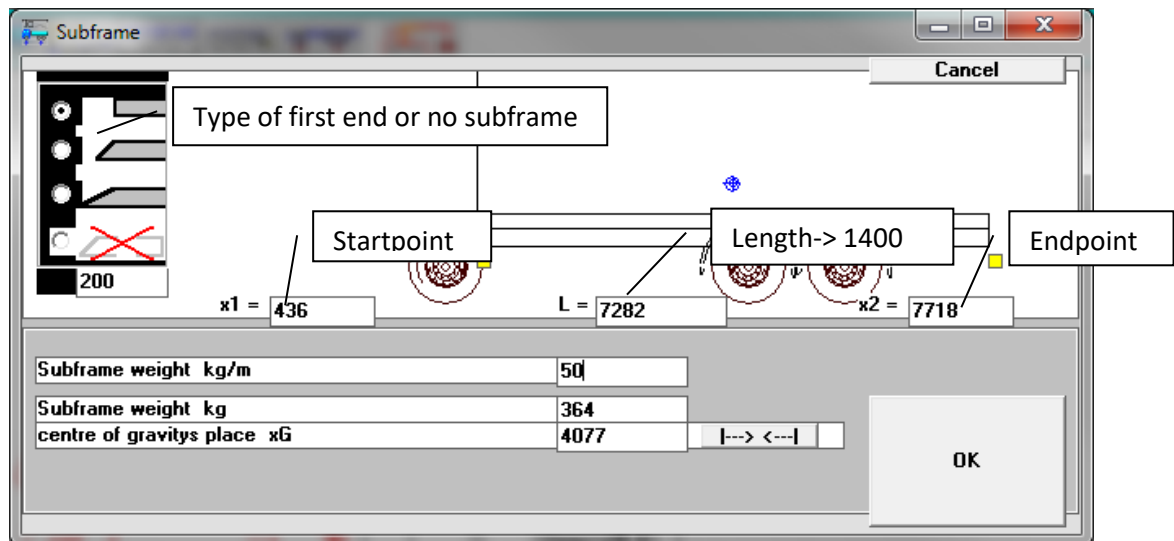 Subframe
Cancel
Type of first end or no subframe
Startpoint
Length-> 1400
Endpoint
200
x1 = 436
L = 7282
x2 = 7718
Subframe weight kg/m 50
Subframe weight kg 364
centre of gravitys place xG 4077 |---> <---|
OK